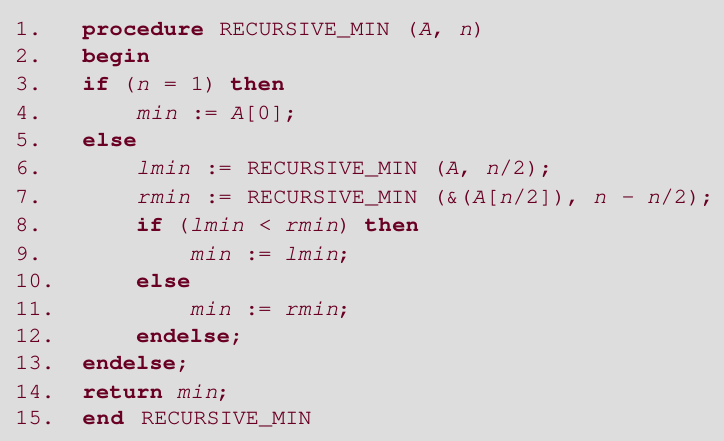 1. procedure RECURSIVE_MIN (A, n)
2. begin
3. if (n = 1) then
4. min := A[0];
5. else
6. lmin := RECURSIVE_MIN (A, n/2);
7. rmin := RECURSIVE_MIN (&(A[n/2]), n - n/2);
8. if (lmin < rmin) then
9. min := lmin;
10. else
11. min := rmin;
12. endelse;
13. endelse;
14. return min;
15. end RECURSIVE_MIN